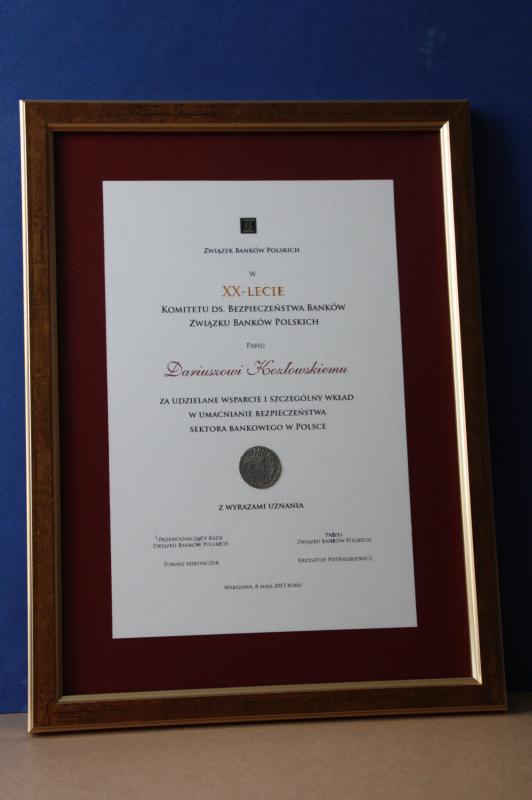 Związek Banków Polskich
w
XX-lecie
Komitetu ds. Bezpieczeństwa Banków
Związku Banków Polskich
Panu
Dariuszowi Kozłowskiemu
za udzielane wsparcie i szczególny wkład
w umacnianie bezpieczeństwa
sektora bankowego w Polsce
z wyrazami uznania
Przewodniczący Rady
Związku Banków Polskich
Tomasz Mirończuk
Prezes
Związku Banków Polskich
Krzysztof Pietraszkiewicz
Warszawa, 8 maja 2013 roku